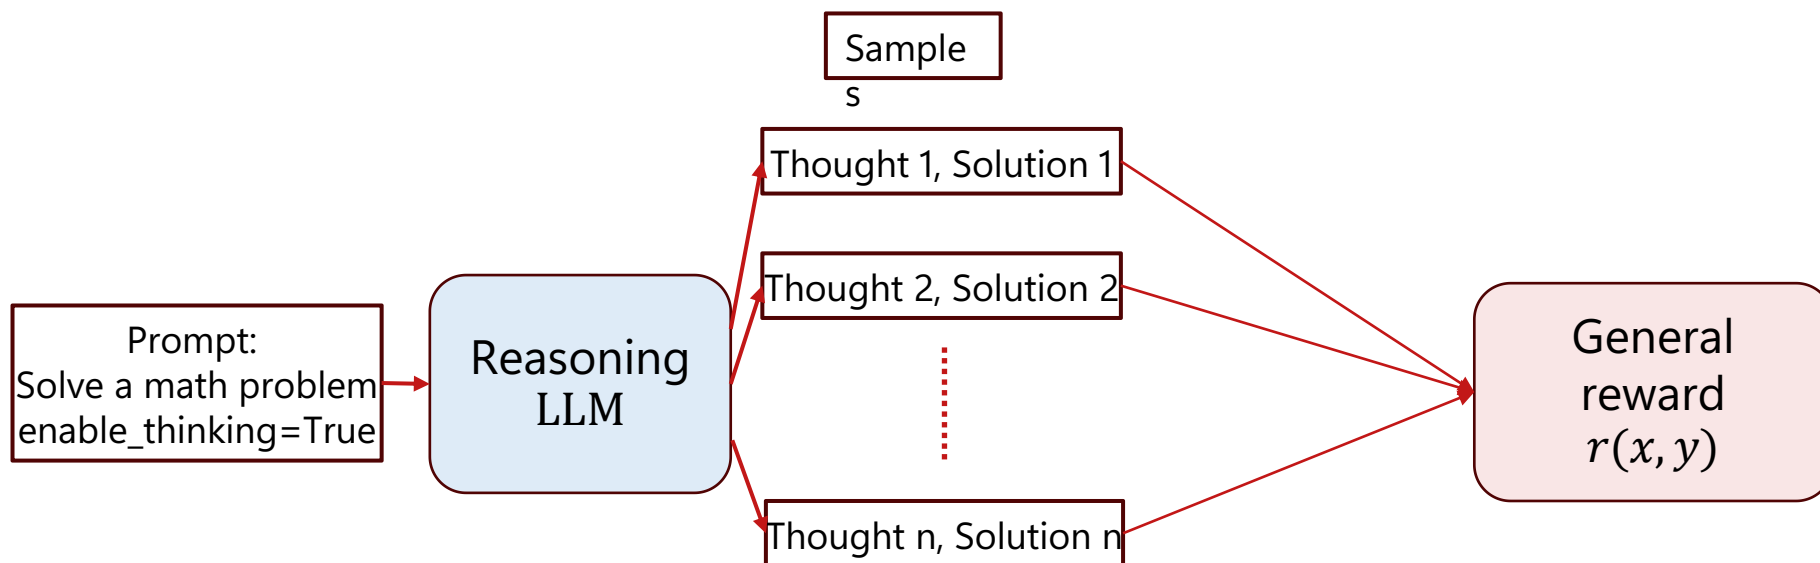 Sample
s
Thought 1, Solution 1
Thought 2, Solution 2
Prompt:
Solve a math problem
enable_thinking=True
Reasoning
LLM
General
reward
r(x, y)
Thought n, Solution n